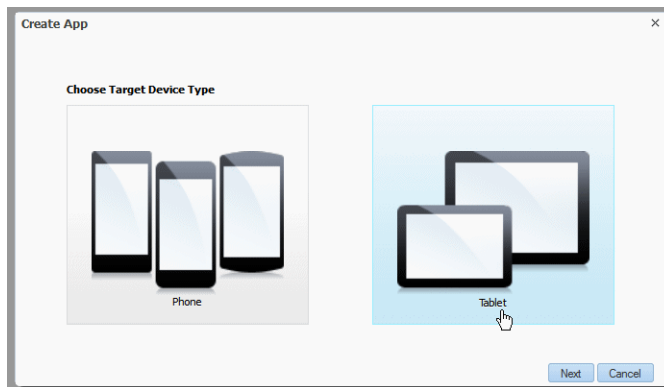 Create App
Choose Target Device Type
Phone
Tablet
Next Cancel